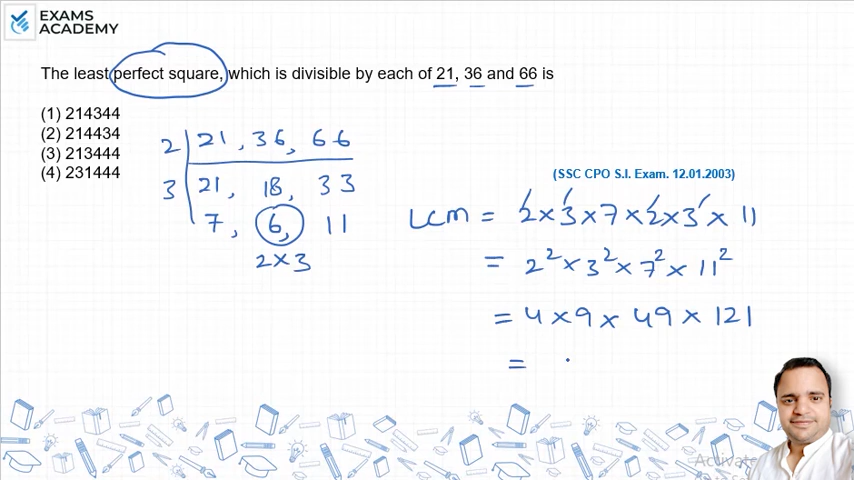 EXAMS
ACADEMY
The least perfect square, which is divisible by each of 21, 36 and 66 is
(1) 214344
(2) 214434
(3) 213444
(4) 231444
2 | 21, 36, 66
3 | 21, 18, 33
7, 6, 11
2×3
(SSC CPO S.I. Exam. 12.01.2003)
LCM = 2×3×7×2×3×11
= 2²×3²×7²×11²
= 4×9×49×121
=